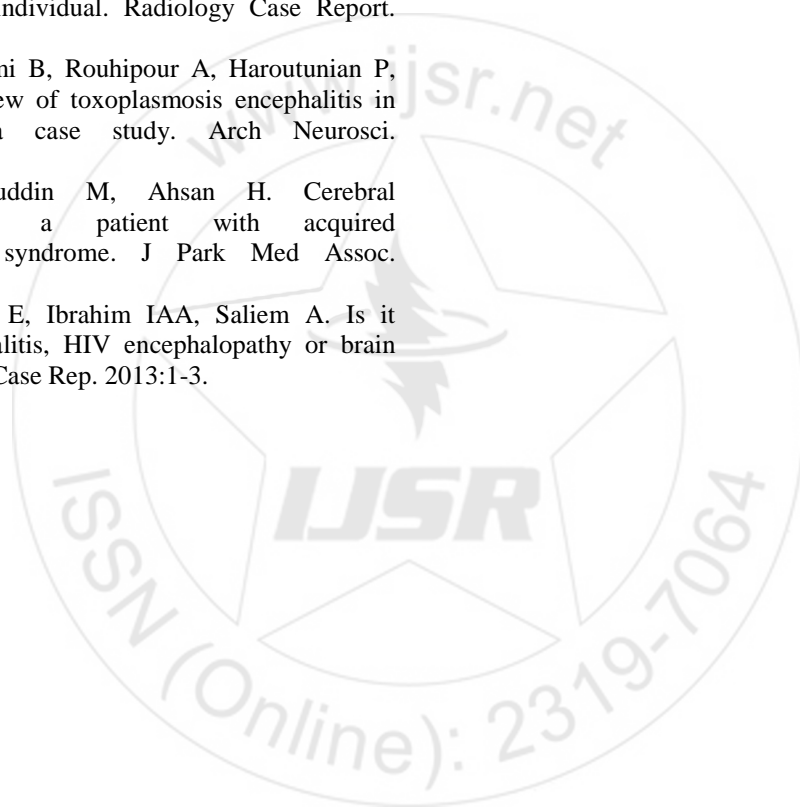 individual. Radiology Case Report.
ni B, Rouhipour A, Haroutunian P,
ew of toxoplasmosis encephalitis in
a case study. Arch Neurosci.
uddin M, Ahsan H. Cerebral
a patient with acquired
syndrome. J Park Med Assoc.
E, Ibrahim IAA, Saliem A. Is it
alitis, HIV encephalopathy or brain
Case Rep. 2013:1-3.
www.ijsr.net
IJSR
ISSN (Online): 2319-7064